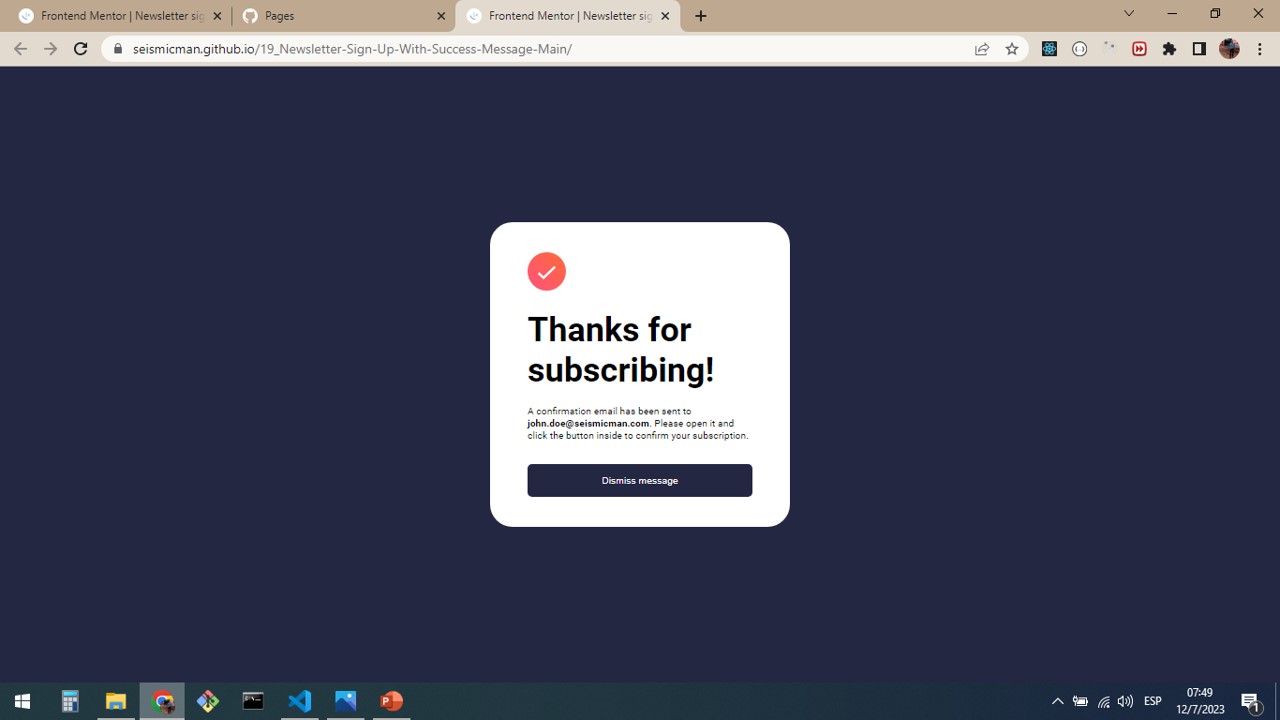 Frontend Mentor | Newsletter sig
Pages
Frontend Mentor | Newsletter sig
seismicman.github.io/19_Newsletter-Sign-Up-With-Success-Message-Main/
Thanks for
subscribing!
A confirmation email has been sent to
john.doe@seismicman.com. Please open it and
click the button inside to confirm your subscription.
Dismiss message
ESP
07:49
12/7/2023
1